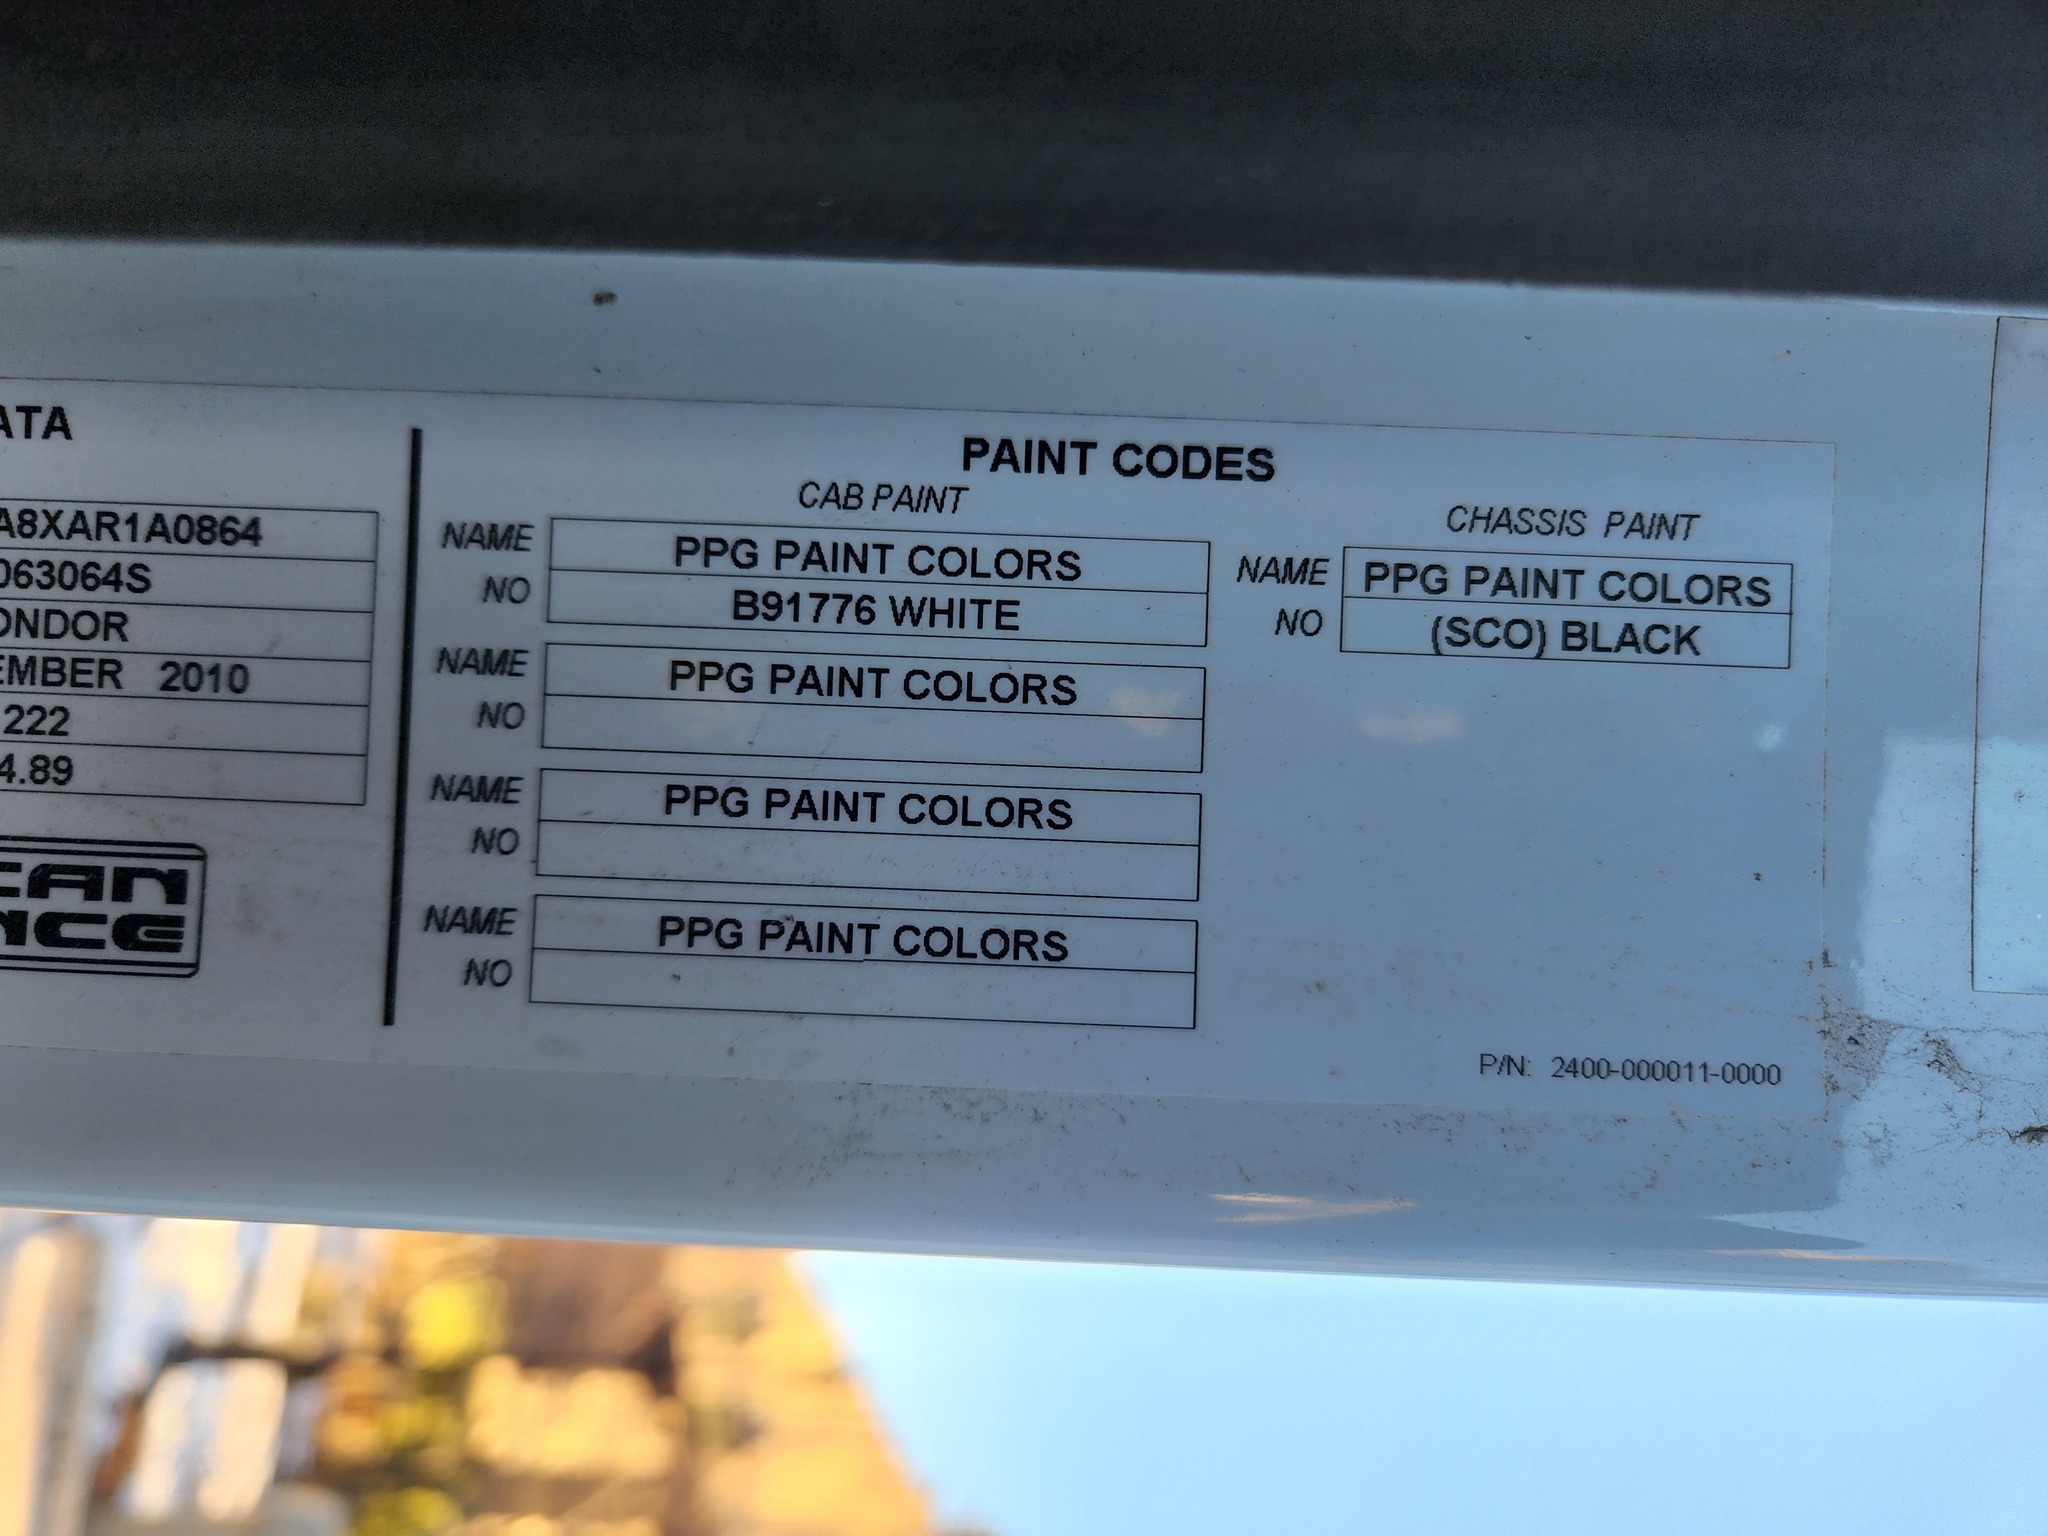 ATA
A8XAR1A0864
063064S
ONDOR
EMBER 2010
222
4.89
CAN
NCE
PAINT CODES
CAB PAINT
NAME PPG PAINT COLORS
NO B91776 WHITE
NAME PPG PAINT COLORS
NO
NAME PPG PAINT COLORS
NO
NAME PPG PAINT COLORS
NO
CHASSIS PAINT
NAME PPG PAINT COLORS
NO (SCO) BLACK
P/N: 2400-000011-0000